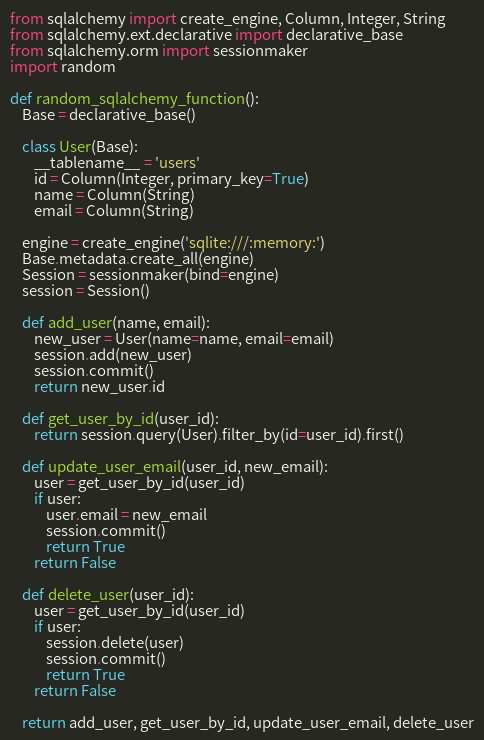 from sqlalchemy import create_engine, Column, Integer, String
from sqlalchemy.ext.declarative import declarative_base
from sqlalchemy.orm import sessionmaker
import random

def random_sqlalchemy_function():
    Base = declarative_base()

    class User(Base):
        __tablename__ = 'users'
        id = Column(Integer, primary_key=True)
        name = Column(String)
        email = Column(String)

    engine = create_engine('sqlite:///:memory:')
    Base.metadata.create_all(engine)
    Session = sessionmaker(bind=engine)
    session = Session()

    def add_user(name, email):
        new_user = User(name=name, email=email)
        session.add(new_user)
        session.commit()
        return new_user.id

    def get_user_by_id(user_id):
        return session.query(User).filter_by(id=user_id).first()

    def update_user_email(user_id, new_email):
        user = get_user_by_id(user_id)
        if user:
            user.email = new_email
            session.commit()
            return True
        return False

    def delete_user(user_id):
        user = get_user_by_id(user_id)
        if user:
            session.delete(user)
            session.commit()
            return True
        return False

    return add_user, get_user_by_id, update_user_email, delete_user